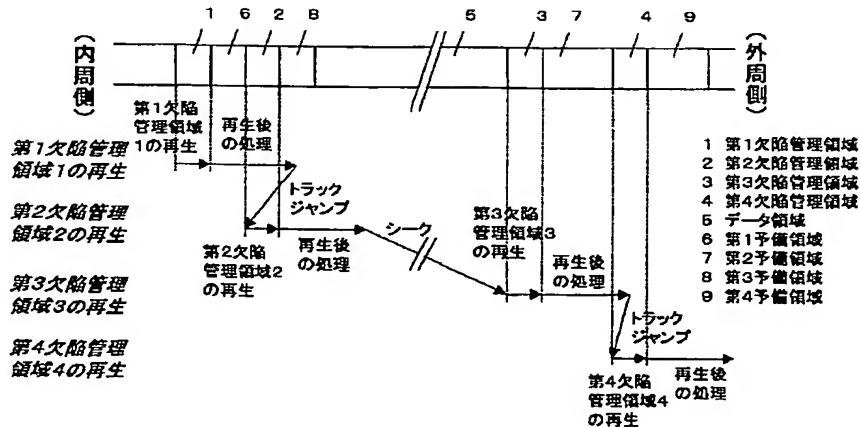 1 6 2 8 5 3 7 4 9
(内周側)
(外周側)
第1欠陥
管理領域
1の再生
再生後
の処理
第1欠陥管理
領域1の再生
トラック
ジャンプ
第2欠陥管理
領域2の再生
第2欠陥
管理領域2
の再生
再生後
の処理
シーク
第3欠陥
管理領域3
の再生
再生後
の処理
第3欠陥管理
領域3の再生
トラック
ジャンプ
第4欠陥管理
領域4の再生
第4欠陥
管理領域4
の再生
再生後
の処理
1 第1欠陥管理領域
2 第2欠陥管理領域
3 第3欠陥管理領域
4 第4欠陥管理領域
5 データ領域
6 第1予備領域
7 第2予備領域
8 第3予備領域
9 第4予備領域